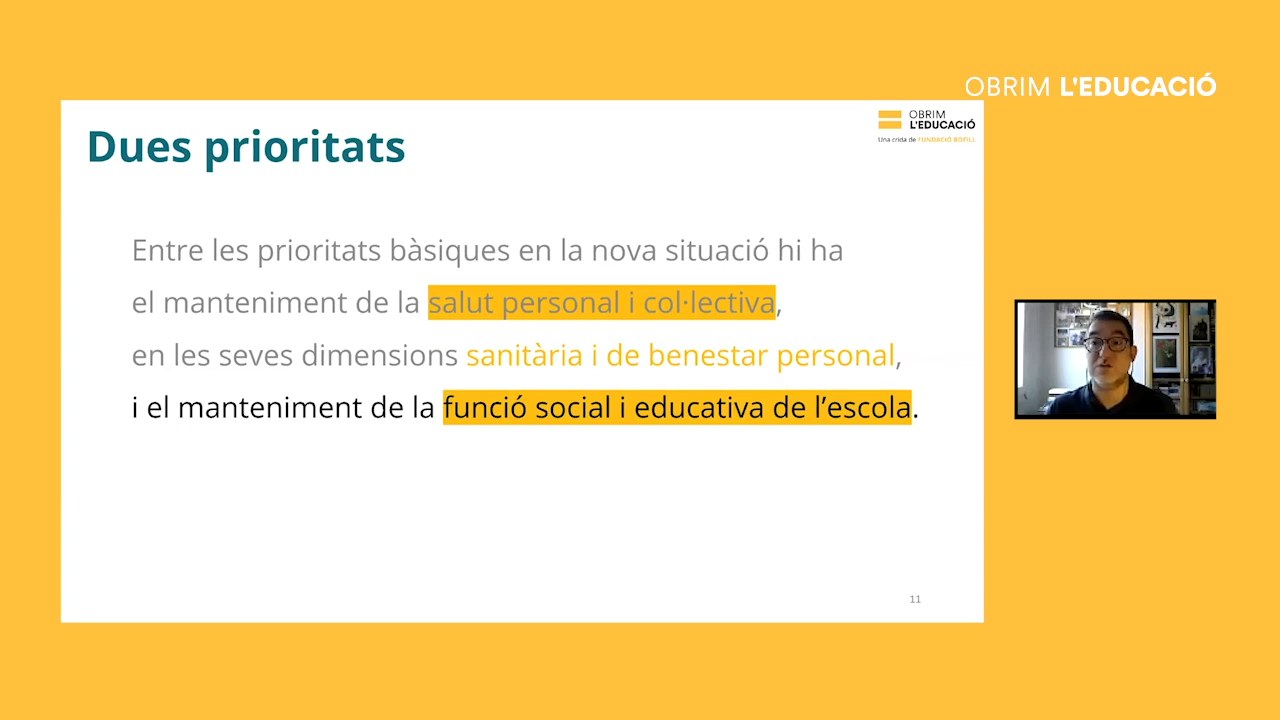 OBRIM L'EDUCACIÓ
OBRIM
L'EDUCACIÓ
Una crida de FUNDACIÓ BOFILL
Dues prioritats
Entre les prioritats bàsiques en la nova situació hi ha
el manteniment de la salut personal i col·lectiva,
en les seves dimensions sanitària i de benestar personal,
i el manteniment de la funció social i educativa de l’escola.
11